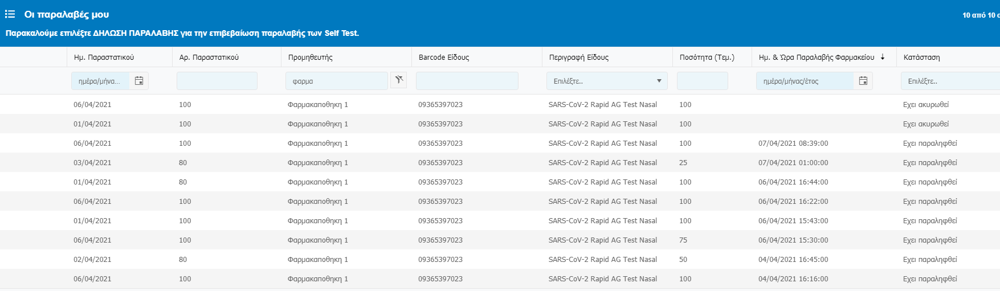 Οι παραλαβές μου
10 από 10
Παρακαλούμε επιλέξτε ΔΗΛΩΣΗ ΠΑΡΑΛΑΒΗΣ για την επιβεβαίωση παραλαβής των Self Test.
Ημ. Παραστατικού Αρ. Παραστατικού Προμηθευτής Barcode Είδους Περιγραφή Είδους Ποσότητα (Τεμ.) Ημ. & Ώρα Παραλαβής Φαρμακείου ↓ Κατάσταση
ημέρα/μήνα... φαρμα Επιλέξτε.. ημέρα/μήνας/έτος Επιλέξτε..
06/04/2021 100 Φαρμακαποθηκη 1 09365397023 SARS-CoV-2 Rapid AG Test Nasal 100 Εχει ακυρωθεί
01/04/2021 100 Φαρμακαποθηκη 1 09365397023 SARS-CoV-2 Rapid AG Test Nasal 100 Εχει ακυρωθεί
06/04/2021 100 Φαρμακαποθηκη 1 09365397023 SARS-CoV-2 Rapid AG Test Nasal 100 07/04/2021 08:39:00 Εχει παραληφθεί
03/04/2021 80 Φαρμακαποθηκη 1 09365397023 SARS-CoV-2 Rapid AG Test Nasal 25 07/04/2021 01:00:00 Εχει παραληφθεί
01/04/2021 80 Φαρμακαποθηκη 1 09365397023 SARS-CoV-2 Rapid AG Test Nasal 100 06/04/2021 16:44:00 Εχει παραληφθεί
06/04/2021 100 Φαρμακαποθηκη 1 09365397023 SARS-CoV-2 Rapid AG Test Nasal 100 06/04/2021 16:22:00 Εχει παραληφθεί
01/04/2021 100 Φαρμακαποθηκη 1 09365397023 SARS-CoV-2 Rapid AG Test Nasal 100 06/04/2021 15:43:00 Εχει παραληφθεί
06/04/2021 100 Φαρμακαποθηκη 1 09365397023 SARS-CoV-2 Rapid AG Test Nasal 75 06/04/2021 15:30:00 Εχει παραληφθεί
02/04/2021 80 Φαρμακαποθηκη 1 09365397023 SARS-CoV-2 Rapid AG Test Nasal 50 04/04/2021 16:45:00 Εχει παραληφθεί
06/04/2021 100 Φαρμακαποθηκη 1 09365397023 SARS-CoV-2 Rapid AG Test Nasal 100 04/04/2021 16:16:00 Εχει παραληφθεί